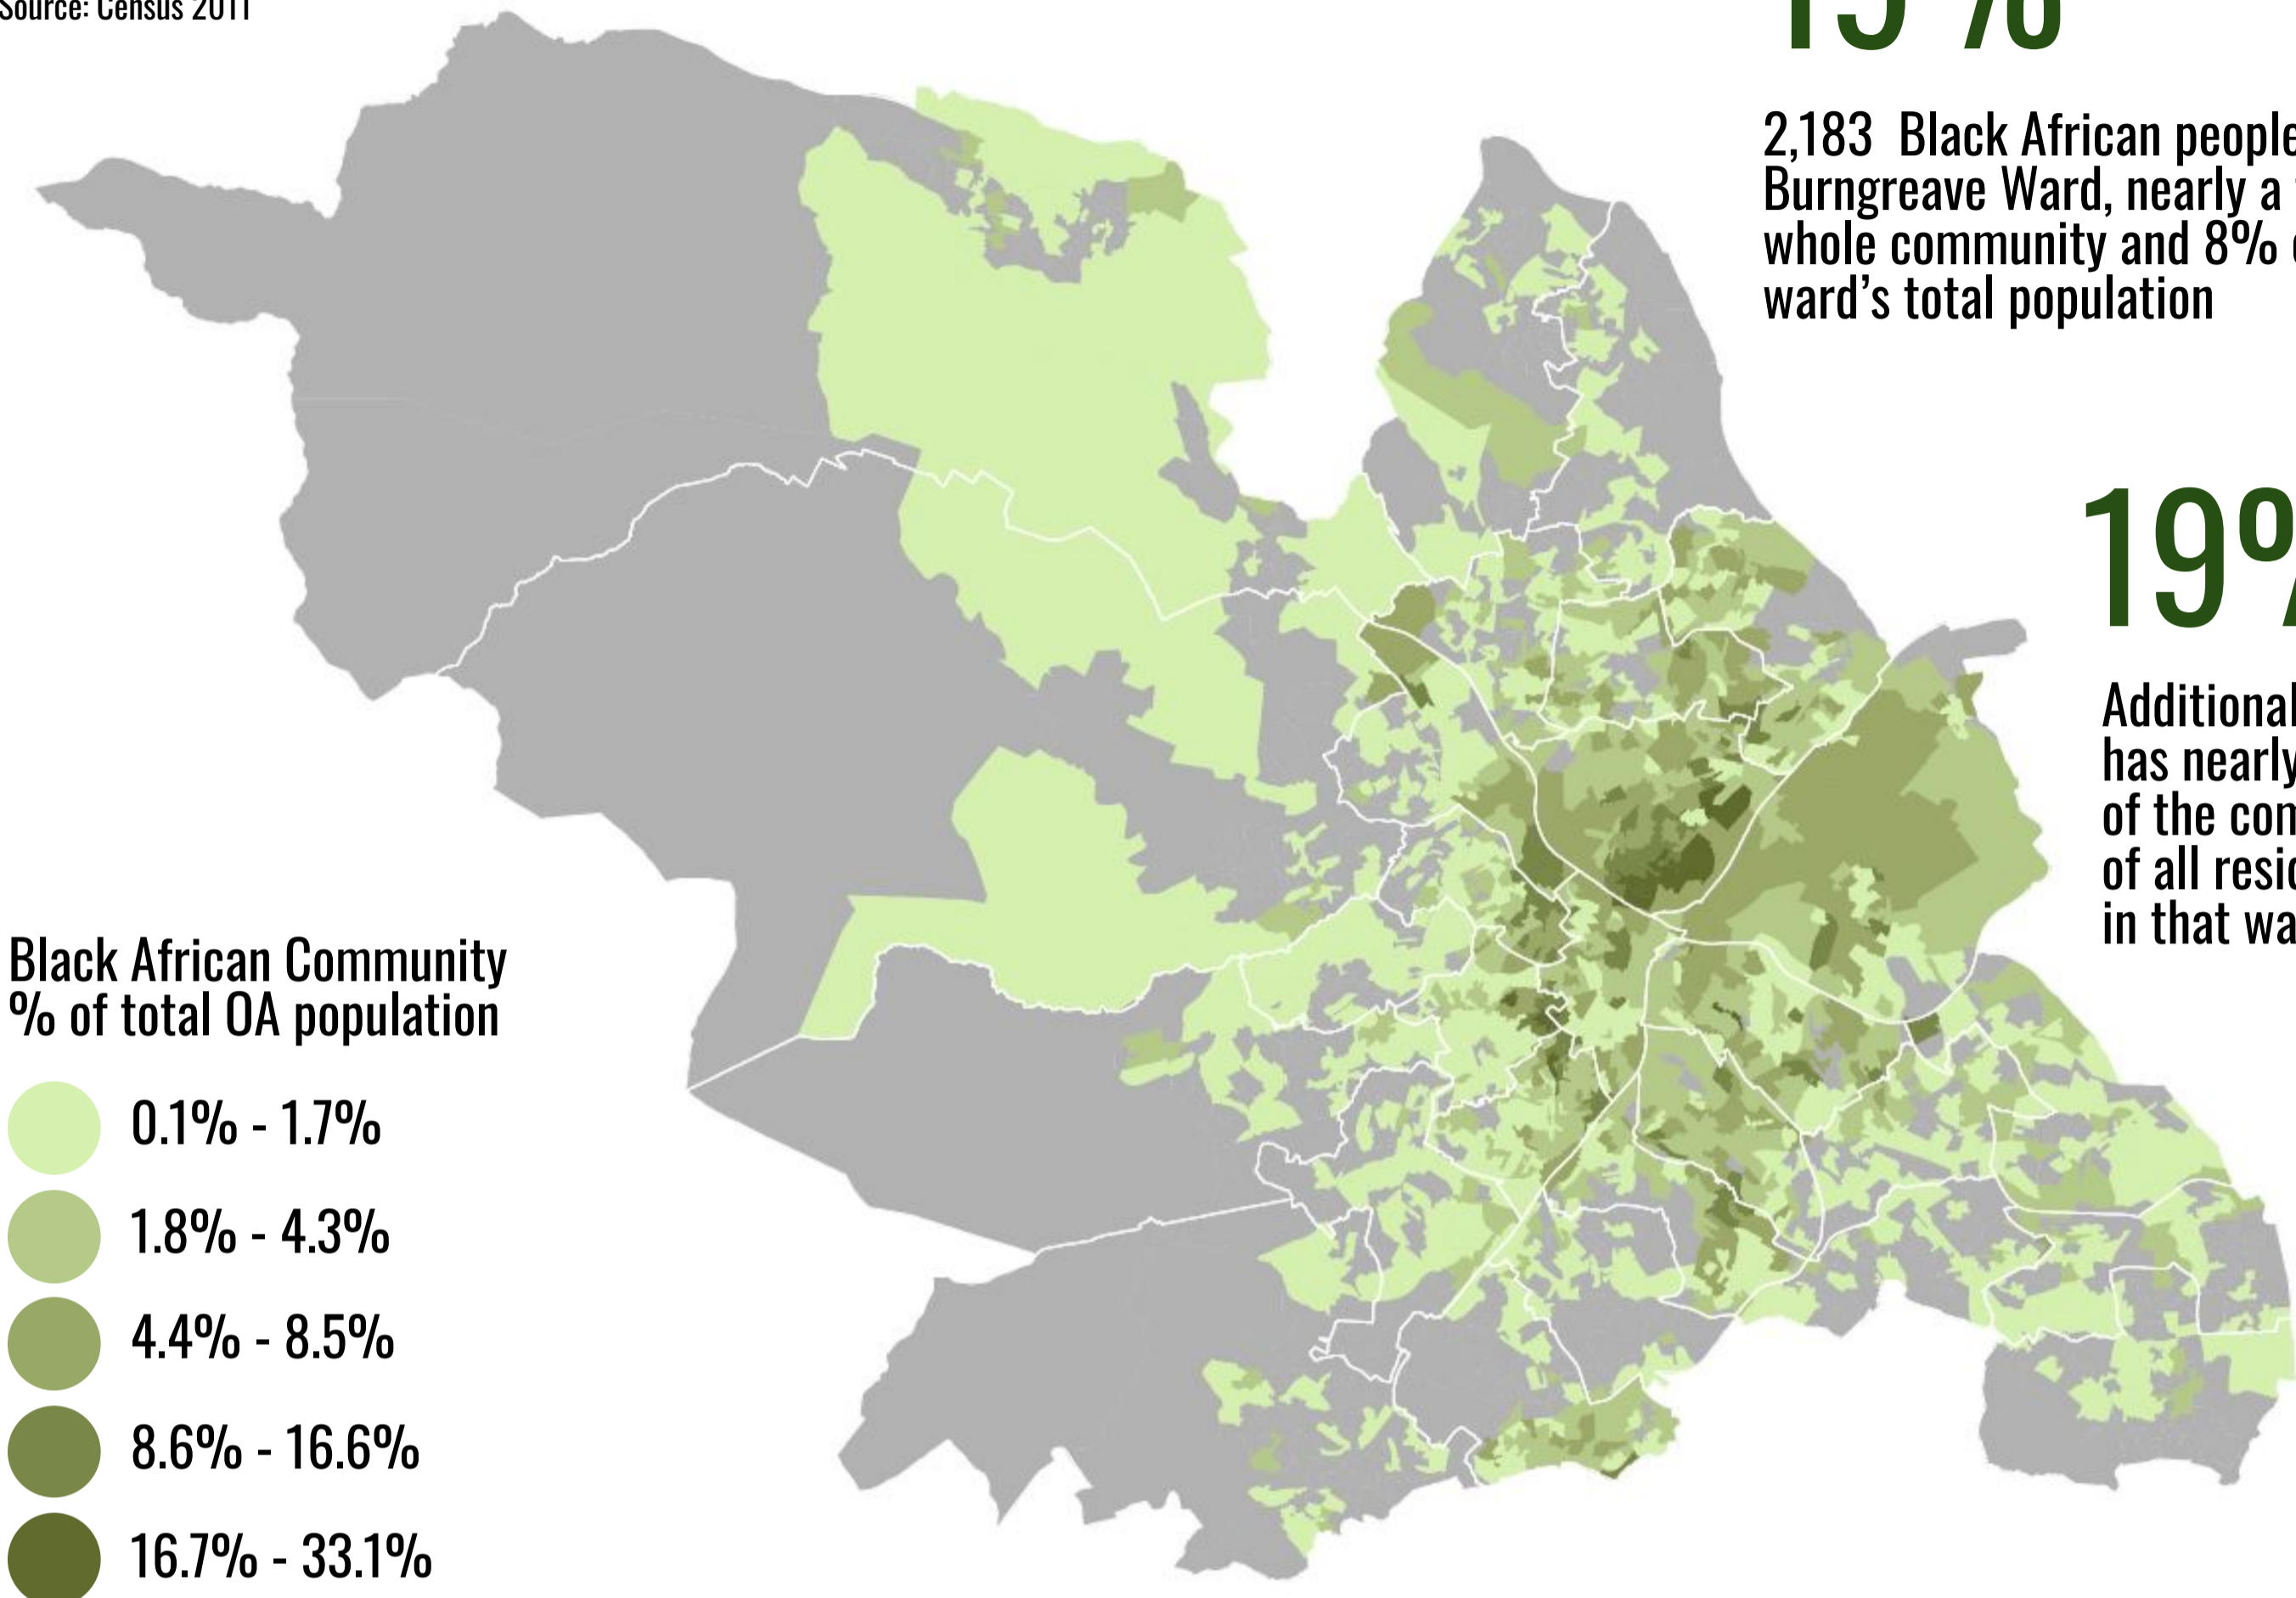 Source: Census 2011
2,183 Black African people
Burngreave Ward, nearly a
whole community and 8%
ward's total population
19%
Additional
has nearly
of the
of all
in that
Black African Community
% of total OA population
0.1% - 1.7%
1.8% - 4.3%
4.4% - 8.5%
8.6% - 16.6%
16.7% - 33.1%